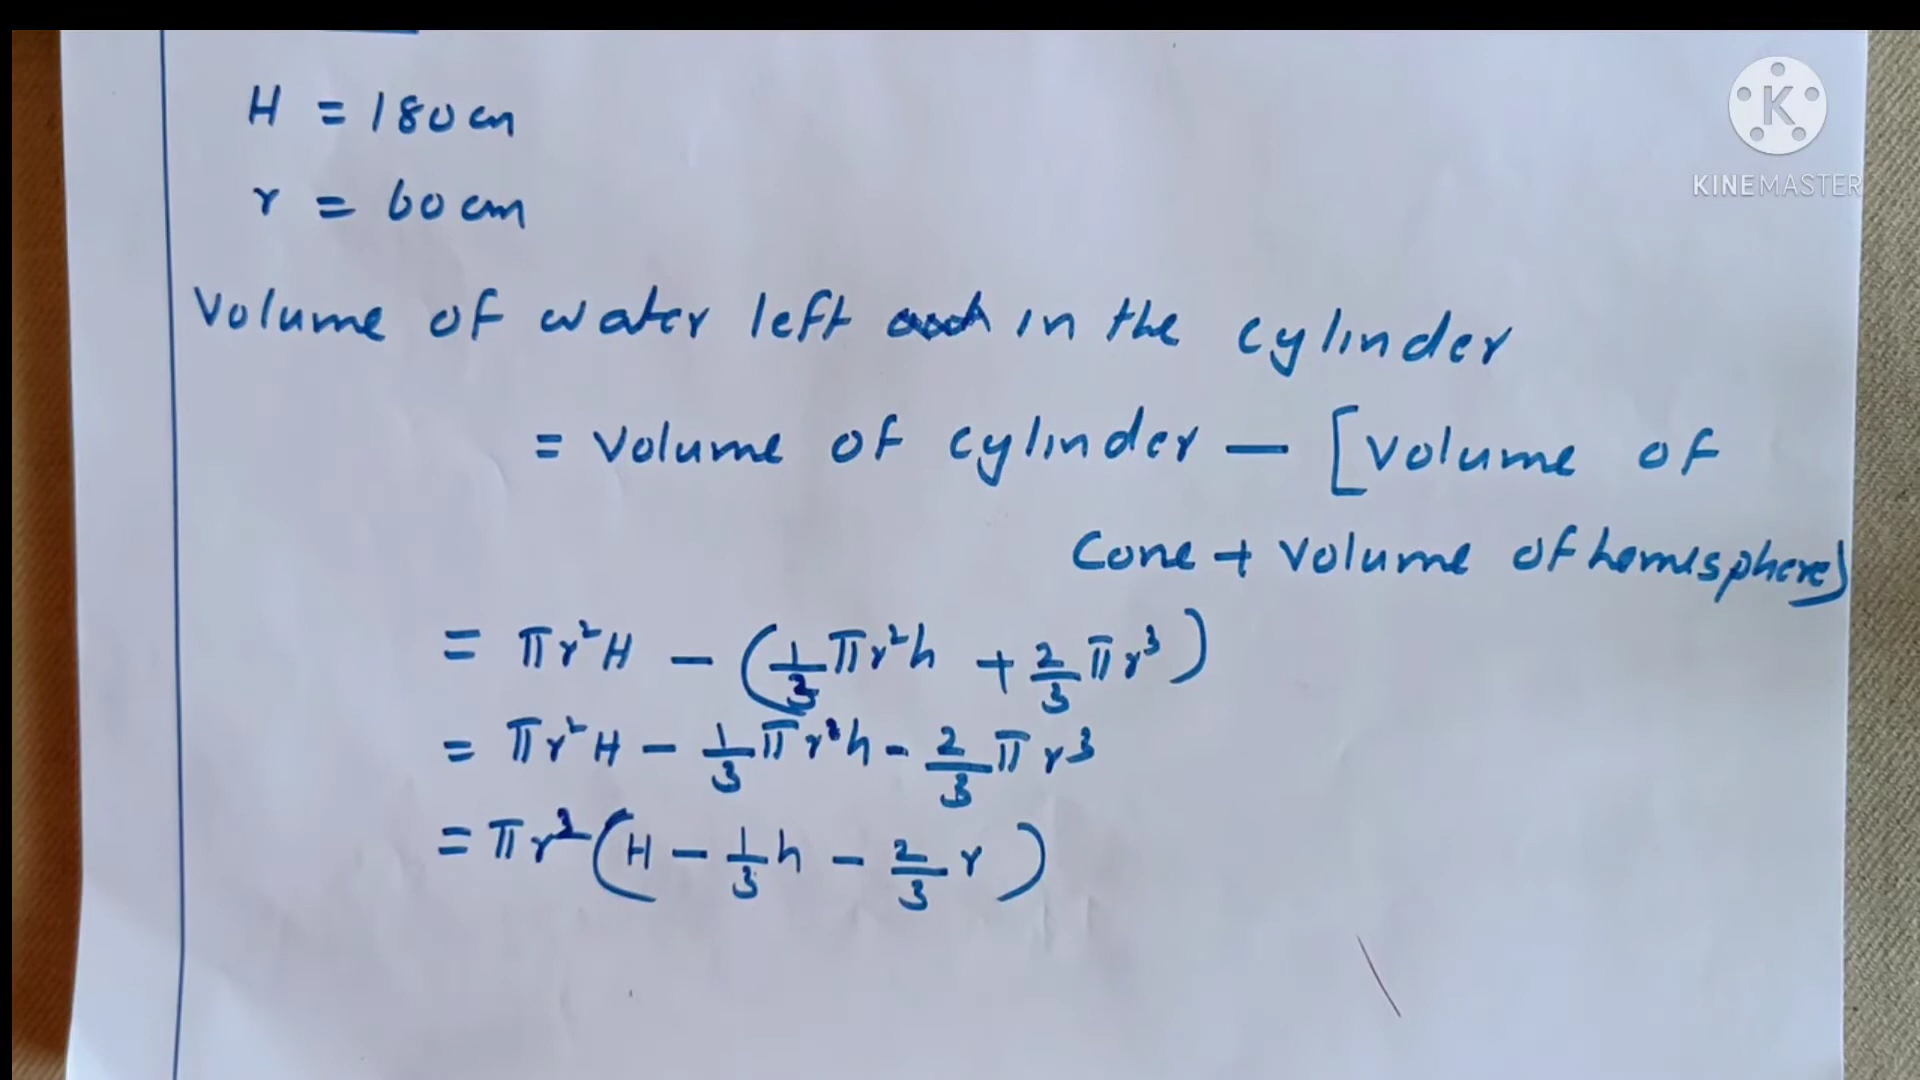 H = 180 cm
K
KINEMASTER
r = 60 cm
Volume of water left in the cylinder
= Volume of cylinder - [Volume of
Cone + Volume of hemisphere)
= πr²H - (1/3 πr²h + 2/3 πr³)
= πr²H - 1/3 πr²h - 2/3 πr³
= πr²(H - 1/3 h - 2/3 r)